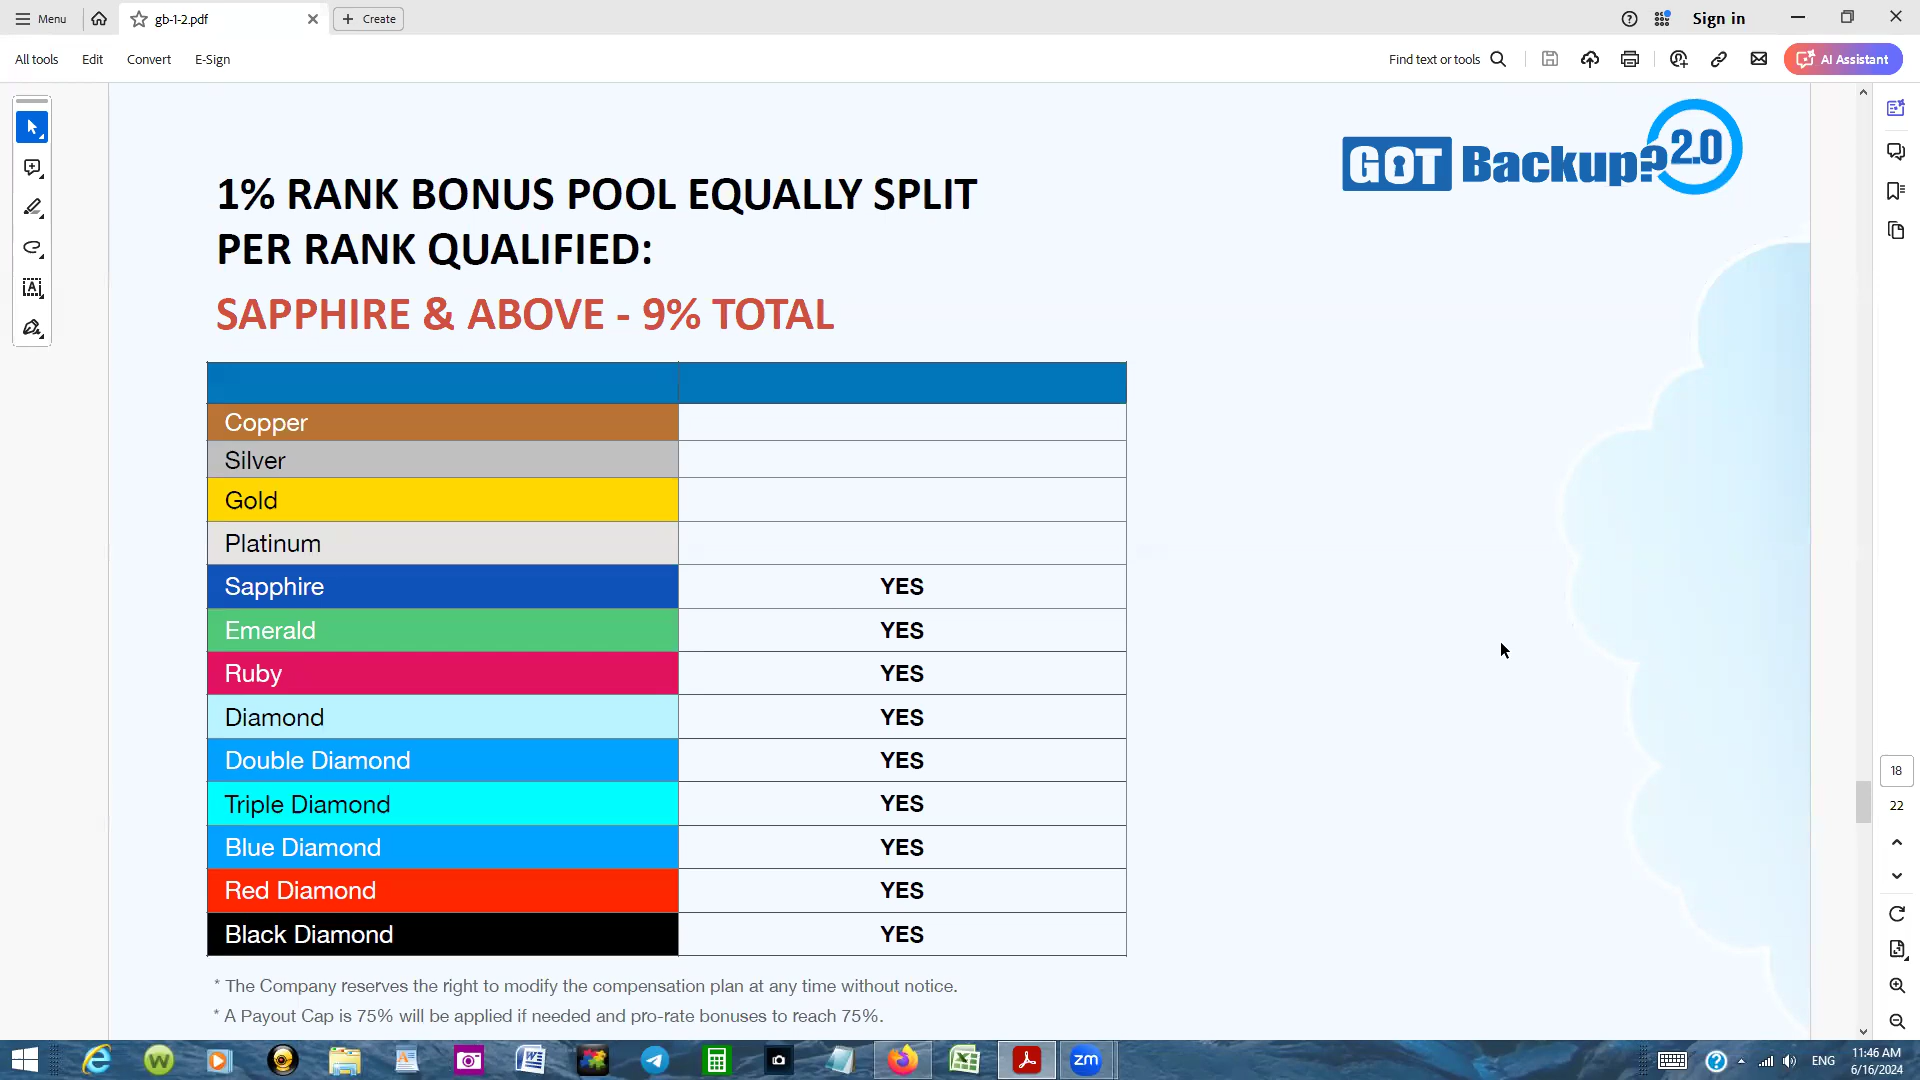 Menu
gb-1-2.pdf
Create
Sign in
All tools
Edit
Convert
E-Sign
Find text or tools
AI Assistant
GOT Backup? 2.0
1% RANK BONUS POOL EQUALLY SPLIT
PER RANK QUALIFIED:
SAPPHIRE & ABOVE - 9% TOTAL
Copper
Silver
Gold
Platinum
Sapphire YES
Emerald YES
Ruby YES
Diamond YES
Double Diamond YES
Triple Diamond YES
Blue Diamond YES
Red Diamond YES
Black Diamond YES
* The Company reserves the right to modify the compensation plan at any time without notice.
* A Payout Cap is 75% will be applied if needed and pro-rate bonuses to reach 75%.
18
22
zm
ENG
11:46 AM
6/16/2024